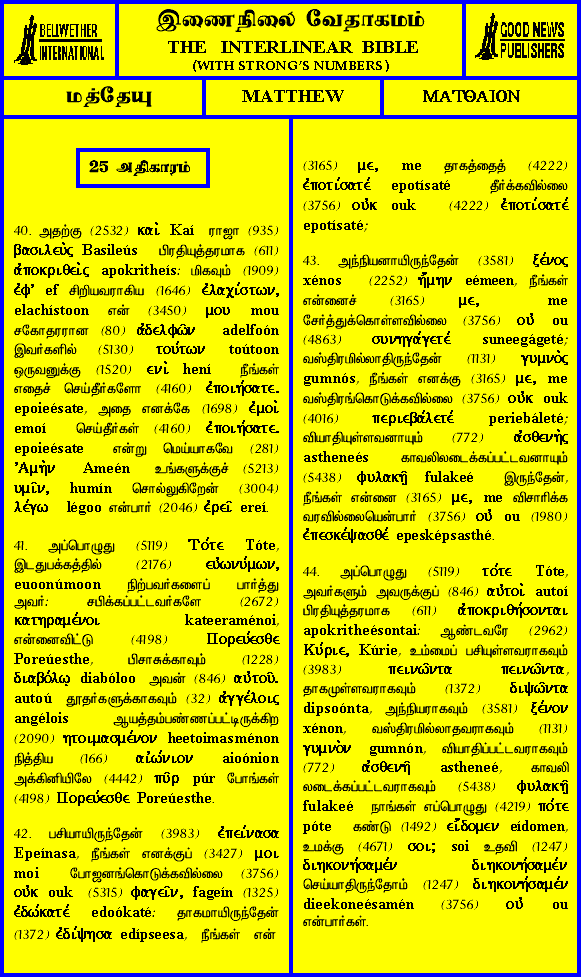 BELLWETHER
INTERNATIONAL
இணைநிலை வேதாகமம்
THE INTERLINEAR BIBLE
(WITH STRONG'S NUMBERS)
GOOD NEWS
PUBLISHERS
மத்தேயு
MATTHEW
ΜΑΤΘΑΙΟΝ
25 அதிகாரம்
40. அதற்கு (2532) καὶ Kaí ராஜா (935)
βασιλεὺς Basileús பிரதியுத்தரமாக (611)
ἀποκριθεὶς apokritheís: மிகவும் (1909)
ἐφ' ef சிறியவராகிய (1646) ἐλαχίστων,
elachístoon என் (3450) μου mou
சகோதரரான (80) ἀδελφῶν adelfoón
இவர்களில் (5130) τούτων toútoon
ஒருவனுக்கு (1520) ενὶ hení நீங்கள்
எதைச் செய்தீர்களோ (4160) ἐποιήσατε.
epoieésate, அதை எனக்கே (1698) ἐμοὶ
emoí செய்தீர்கள் (4160) ἐποιήσατε.
epoieésate என்று மெய்யாகவே (281)
Ἀμὴν Ameén உங்களுக்குச் (5213)
υμῖν, humín சொல்லுகிறேன் (3004)
λέγω légoo என்பார் (2046) ἐρεῖ ereí.
41. அப்பொழுது (5119) Τότε Tóte,
இடதுபக்கத்தில் (2176) εὐωνύμων,
euoonúmoon நிற்பவர்களைப் பார்த்து
அவர்: சபிக்கப்பட்டவர்களே (2672)
κατηραμένοι kateeraménoi,
என்னைவிட்டு (4198) Πορεύεσθε
Poreúesthe, பிசாசுக்காவும் (1228)
διαβόλῳ diabóloo அவன் (846) αὐτοῦ.
autoú தூதர்களுக்காகவும் (32) ἀγγέλοις
angélois ஆயத்தம்பண்ணப்பட்டிருக்கிற
(2090) ητοιμασμένον heetoimasménon
நித்திய (166) αἰώνιον aioónion
அக்கினியிலே (4442) πῦρ púr போங்கள்
(4198) Πορεύεσθε Poreúesthe.
42. பசியாயிருந்தேன் (3983) ἐπείνασα
Epeínasa, நீங்கள் எனக்குப் (3427) μοι
moi போஜனங்கொடுக்கவில்லை (3756)
οὐκ ouk (5315) φαγεῖν, fageín (1325)
ἐδώκατέ edoókaté: தாகமாயிருந்தேன்
(1372) ἐδίψησα edípseesa, நீங்கள் என்
(3165) με, me தாகத்தைத் (4222)
ἐποτίσατέ epotísaté தீர்க்கவில்லை
(3756) οὐκ ouk (4222) ἐποτίσατέ
epotísaté;
43. அந்நியனாயிருந்தேன் (3581) ξένος
xénos (2252) ἤμην eémeen, நீங்கள்
என்னைச் (3165) με, me
சேர்த்துக்கொள்ளவில்லை (3756) οὐ ou
(4863) συνηγάγετέ suneegágeté;
வஸ்திரமில்லாதிருந்தேன் (1131) γυμνὸς
gumnós, நீங்கள் எனக்கு (3165) με, me
வஸ்திரங்கொடுக்கவில்லை (3756) οὐκ ouk
(4016) περιεβάλετέ periebáleté;
வியாதியுள்ளவனாயும் (772) ἀσθενὴς
astheneés காவலிலடைக்கப்பட்டவனாயும்
(5438) φυλακῇ fulakeé இருந்தேன்,
நீங்கள் என்னை (3165) με, me விசாரிக்க
வரவில்லையென்பார் (3756) οὐ ou (1980)
ἐπεσκέψασθέ epesképsasthé.
44. அப்பொழுது (5119) τότε Tóte,
அவர்களும் அவருக்குப் (846) αὐτοὶ autoí
பிரதியுத்தரமாக (611) ἀποκριθήσονται
apokritheésontai: ஆண்டவரே (2962)
Κύριε, Kúrie, உம்மைப் பசியுள்ளவராகவும்
(3983) πεινῶντα πεινῶντα,
தாகமுள்ளவராகவும் (1372) διψῶντα
dipsoónta, அந்நியராகவும் (3581) ξένον
xénon, வஸ்திரமில்லாதவராகவும் (1131)
γυμνὸν gumnón, வியாதிப்பட்டவராகவும்
(772) ἀσθενῆ astheneé, காவலி
லடைக்கப்பட்டவராகவும் (5438) φυλακῇ
fulakeé நாங்கள் எப்பொழுது (4219) πότε
póte கண்டு (1492) εἴδομεν eídomen,
உமக்கு (4671) σοι; soi உதவி (1247)
διηκονήσαμέν διηκονήσαμέν
செய்யாதிருந்தோம் (1247) διηκονήσαμέν
dieekoneésamén (3756) οὐ ou
என்பார்கள்.